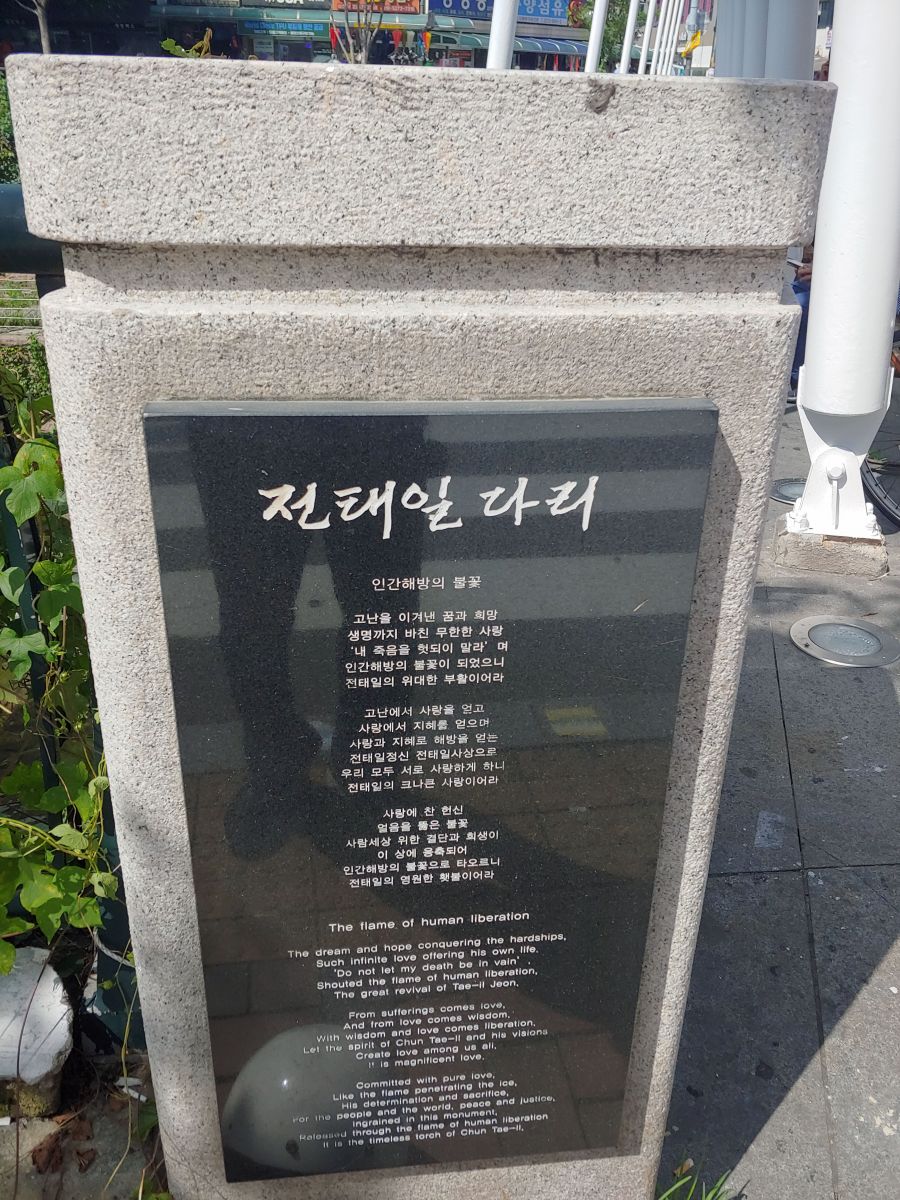 World Choice TPU
양섬유
전태일 다리
인간해방의 불꽃
고난을 이겨낸 꿈과 희망
생명까지 바친 무한한 사랑
'내 죽음을 헛되이 말라' 며
인간해방의 불꽃이 되었으니
전태일의 위대한 부활이어라
고난에서 사랑을 얻고
사랑에서 지혜를 얻으며
사랑과 지혜로 해방을 얻는
전태일정신 전태일사상으로
우리 모두 서로 사랑하게 하니
전태일의 크나큰 사랑이어라
사랑에 찬 헌신
얼음을 뚫은 불꽃
사람세상 위한 결단과 희생이
이 상에 응축되어
인간해방의 불꽃으로 타오르니
전태일의 영원한 횃불이어라
The flame of human liberation
The dream and hope conquering the hardships,
Such infinite love offering his own life.
'Do not let my death be in vain'
Shouted the flame of human liberation,
The great revival of Tae-il Jeon.
From sufferings comes love,
And from love comes wisdom,
With wisdom and love comes liberation,
Let the spirit of Chun Tae-il and his visions
Create love among us all.
It is magnificent love.
Committed with pure love,
Like the flame penetrating the ice,
His determination and sacrifice,
For the people and the world, peace and justice,
ingrained in this monument,
Released through the flame of human liberation
It is the timeless torch of Chun Tae-il.